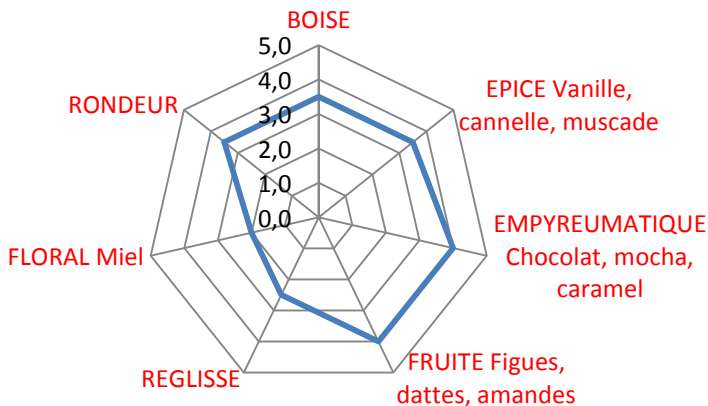 BOISE
5,0
4,0
3,0
2,0
1,0
0,0
EPICE Vanille,
cannelle, muscade
EMPYREUMATIQUE
Chocolat, mocha,
caramel
FRUITE Figues,
dattes, amandes
REGLISSE
FLORAL Miel
RONDEUR